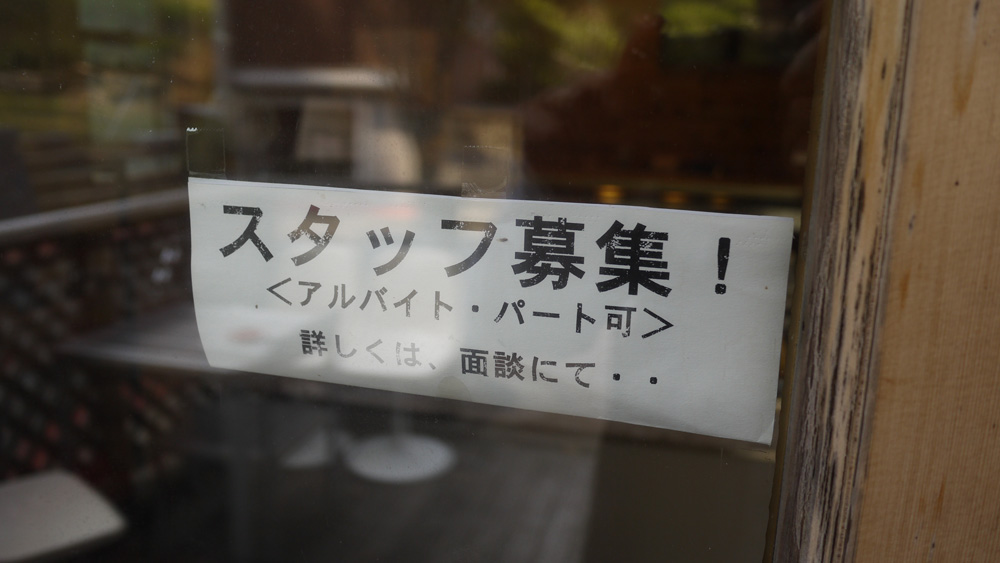 スタッフ募集！
＜アルバイト・パート可＞
詳しくは、面談にて・・